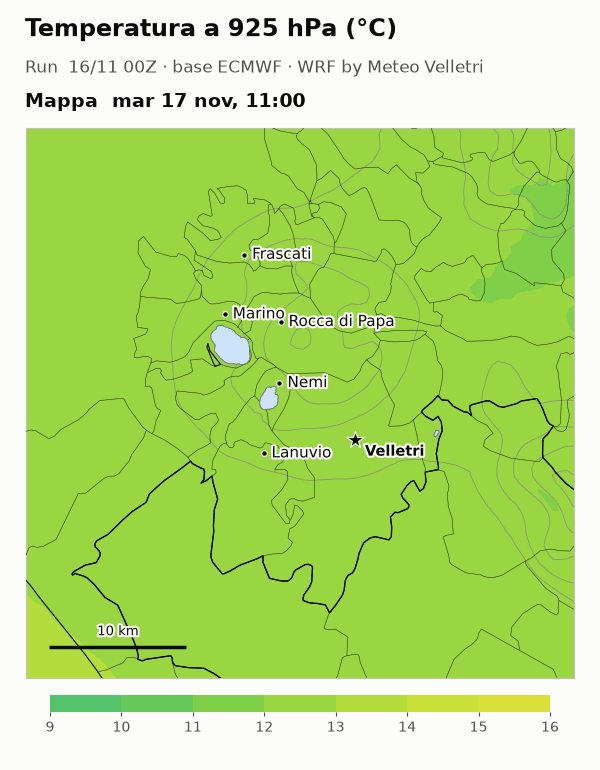 Temperatura a 925 hPa (°C)
Run  16/11 00Z · base ECMWF · WRF by Meteo Velletri
Mappa  mar 17 nov, 11:00
Frascati
Marino
Rocca di Papa
Nemi
Velletri
Lanuvio
10 km
9 10 11 12 13 14 15 16